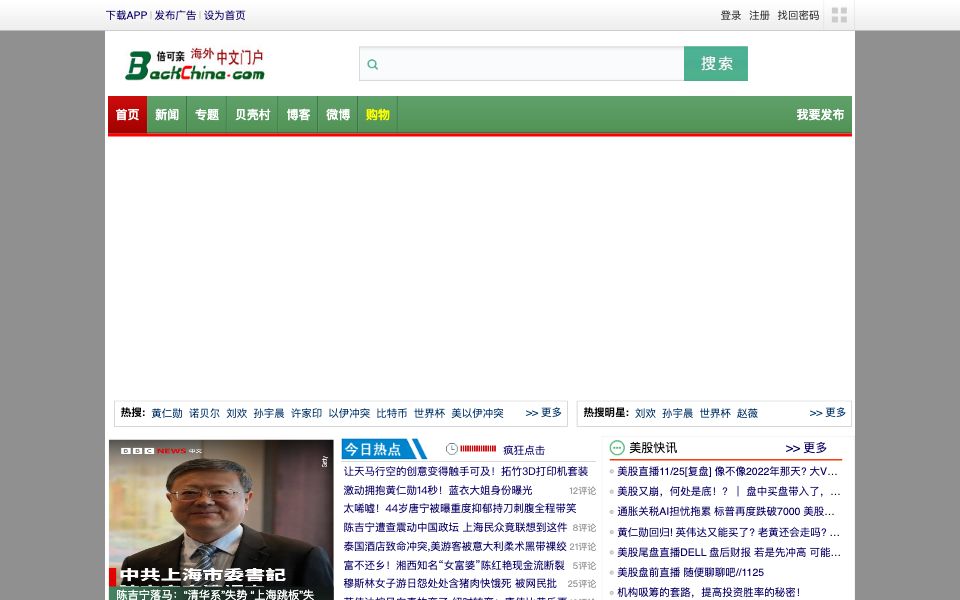 下载APP 发布广告 设为首页
登录 注册 找回密码
倍可亲 海外中文门户
BackChina.com
搜索
首页 新闻 专题 贝壳村 博客 微博 购物
我要发布
热搜: 黄仁勋 诺贝尔 刘欢 孙宇晨 许家印 以伊冲突 比特币 世界杯 美以伊冲突 >> 更多
热搜明星: 刘欢 孙宇晨 世界杯 赵薇 >> 更多
BBC NEWS 中文
Getty
中共上海市委書記
陈吉宁落马：“清华系”失势 “上海跳板”失
今日热点 疯狂点击
让天马行空的创意变得触手可及！拓竹3D打印机套装
激动拥抱黄仁勋14秒！蓝衣大姐身份曝光 12评论
太唏嘘！44岁唐宁被曝重度抑郁持刀刺腹全程带笑
陈吉宁遭查震动中国政坛 上海民众竟联想到这件 8评论
泰国酒店致命冲突,美游客被意大利柔术黑带裸绞 21评论
富不还乡！湘西知名“女富婆”陈红艳现金流断裂 5评论
穆斯林女子游日怨处处含猪肉快饿死 被网民批 25评论
美股快讯 >> 更多
美股直播11/25[复盘] 像不像2022年那天? 大V...
美股又崩，何处是底！？ ｜ 盘中买盘带入了，...
通胀关税AI担忧拖累 标普再度跌破7000 美股...
黄仁勋回归! 英伟达又能买了? 老黄还会走吗? ...
美股尾盘直播DELL 盘后财报 若是先冲高 可能...
美股盘前直播 随便聊聊吧//1125
机构吸筹的套路，提高投资胜率的秘密！